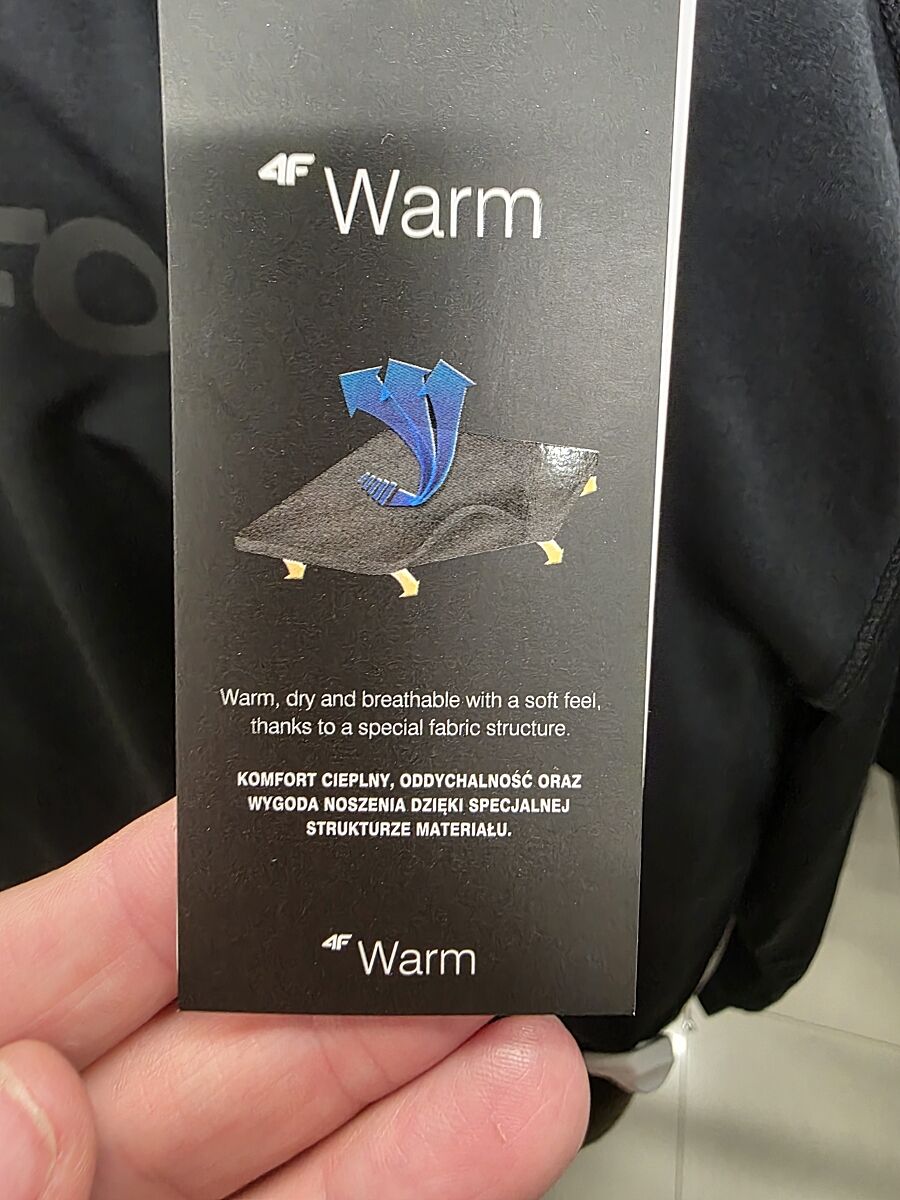 4F Warm
FO
Warm, dry and breathable with a soft feel,
thanks to a special fabric structure.
KOMFORT CIEPLNY, ODDYCHALNOŚĆ ORAZ
WYGODA NOSZENIA DZIĘKI SPECJALNEJ
STRUKTURZE MATERIAŁU.
4F Warm